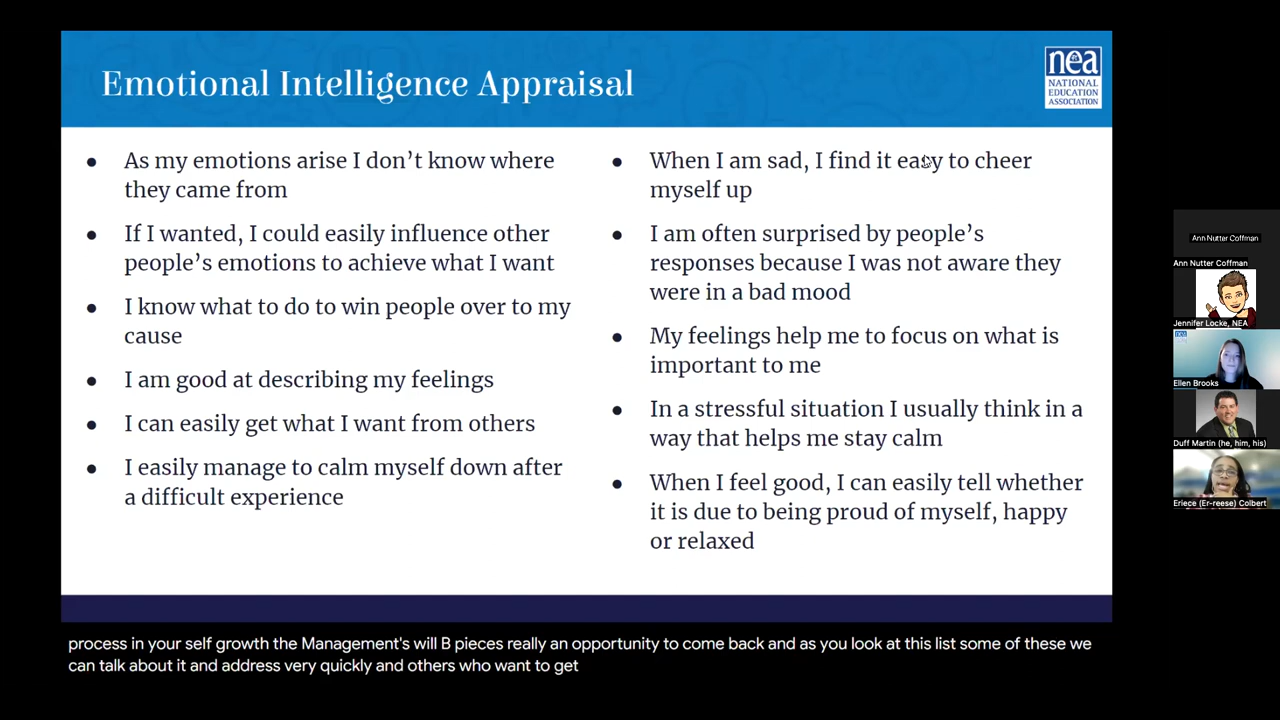 Emotional Intelligence Appraisal
nea
NATIONAL
EDUCATION
ASSOCIATION
• As my emotions arise I don’t know where
they came from
• If I wanted, I could easily influence other
people’s emotions to achieve what I want
• I know what to do to win people over to my
cause
• I am good at describing my feelings
• I can easily get what I want from others
• I easily manage to calm myself down after
a difficult experience
• When I am sad, I find it easy to cheer
myself up
• I am often surprised by people’s
responses because I was not aware they
were in a bad mood
• My feelings help me to focus on what is
important to me
• In a stressful situation I usually think in a
way that helps me stay calm
• When I feel good, I can easily tell whether
it is due to being proud of myself, happy
or relaxed
Ann Nutter Coffman
Ann Nutter Coffman
Jennifer Locke, NEA
Ellen Brooks
Duff Martin (he, him, his)
Eriece (Er-reese) Colbert
process in your self growth the Management's will B pieces really an opportunity to come back and as you look at this list some of these we
can talk about it and address very quickly and others who want to get